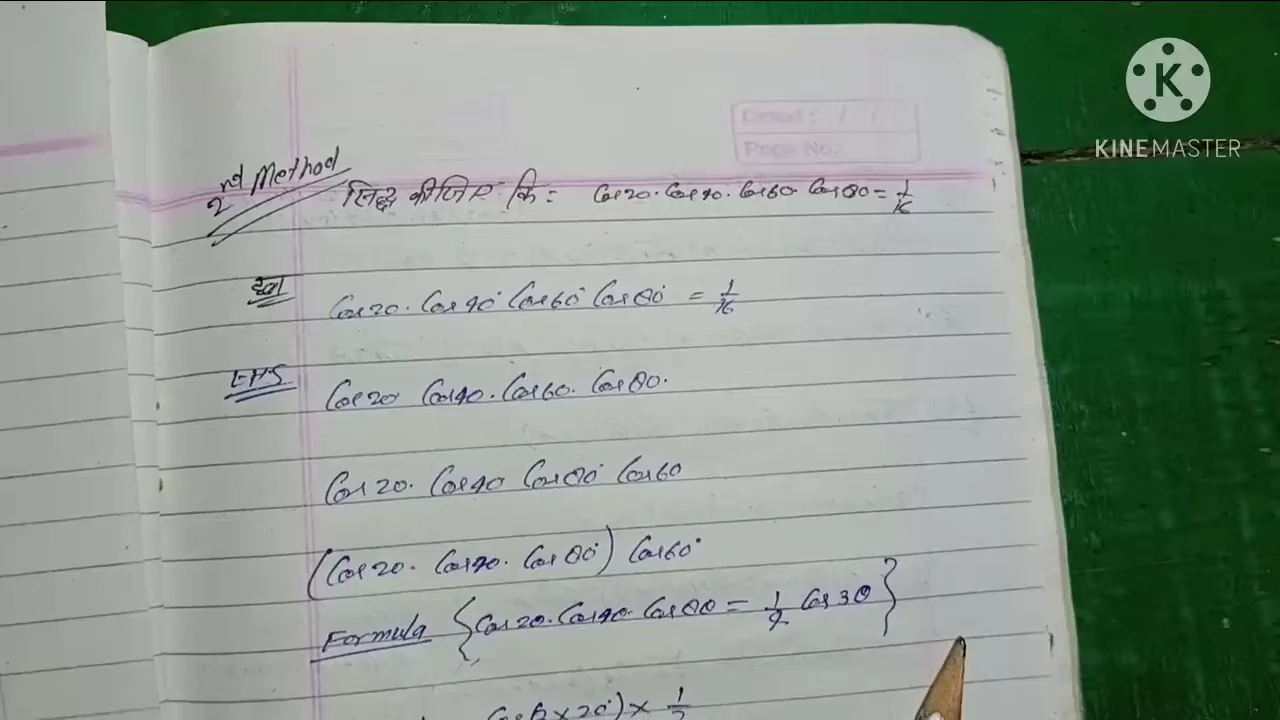 KINEMASTER
2nd Method
सिद्ध कीजिए कि: Cos20. Cos40. Cos60. Cos80 = 1/16
हल Cos20. Cos40° Cos60° Cos80° = 1/16
LHS Cos20 Cos40. Cos60. Cos80.
Cos20. Cos40 Cos80° Cos60
(Cos20. Cos40. Cos80°) Cos60°
Formula {Cos20. Cos40. Cos80 = 1/4 Cos3θ}